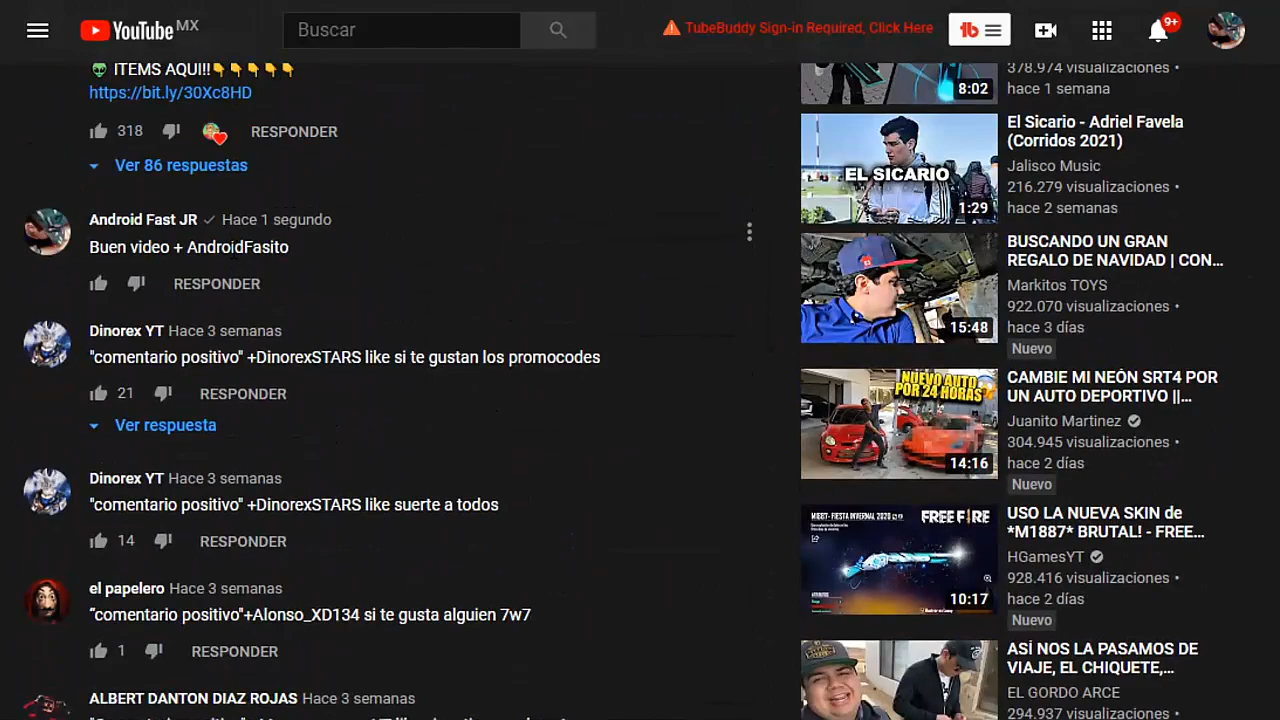 YouTube MX
Buscar
TubeBuddy Sign-in Required, Click Here
tb
9+
ITEMS AQUI!!
https://bit.ly/30Xc8HD
318 RESPONDER
Ver 86 respuestas
Android Fast JR Hace 1 segundo
Buen video + AndroidFasito
RESPONDER
Dinorex YT Hace 3 semanas
"comentario positivo" +DinorexSTARS like si te gustan los promocodes
21 RESPONDER
Ver respuesta
Dinorex YT Hace 3 semanas
"comentario positivo" +DinorexSTARS like suerte a todos
14 RESPONDER
el papelero Hace 3 semanas
“comentario positivo"+Alonso_XD134 si te gusta alguien 7w7
1 RESPONDER
ALBERT DANTON DIAZ ROJAS Hace 3 semanas
8:02
378.974 visualizaciones
hace 1 semana
EL SICARIO
1:29
El Sicario - Adriel Favela
(Corridos 2021)
Jalisco Music
216.279 visualizaciones •
hace 2 semanas
15:48
BUSCANDO UN GRAN
REGALO DE NAVIDAD | CON...
Markitos TOYS
922.070 visualizaciones •
hace 3 días
Nuevo
NUEVO AUTO
POR 24 HORAS
14:16
CAMBIE MI NEÓN SRT4 POR
UN AUTO DEPORTIVO ||...
Juanito Martinez
304.945 visualizaciones •
hace 2 días
Nuevo
M1887- FIESTA INVERNAL 2020
FREE FIRE
10:17
USO LA NUEVA SKIN de
*M1887* BRUTAL! - FREE...
HGamesYT
928.416 visualizaciones •
hace 2 días
Nuevo
ASÍ NOS LA PASAMOS DE
VIAJE, EL CHIQUETE,...
EL GORDO ARCE
294.937 visualizaciones •